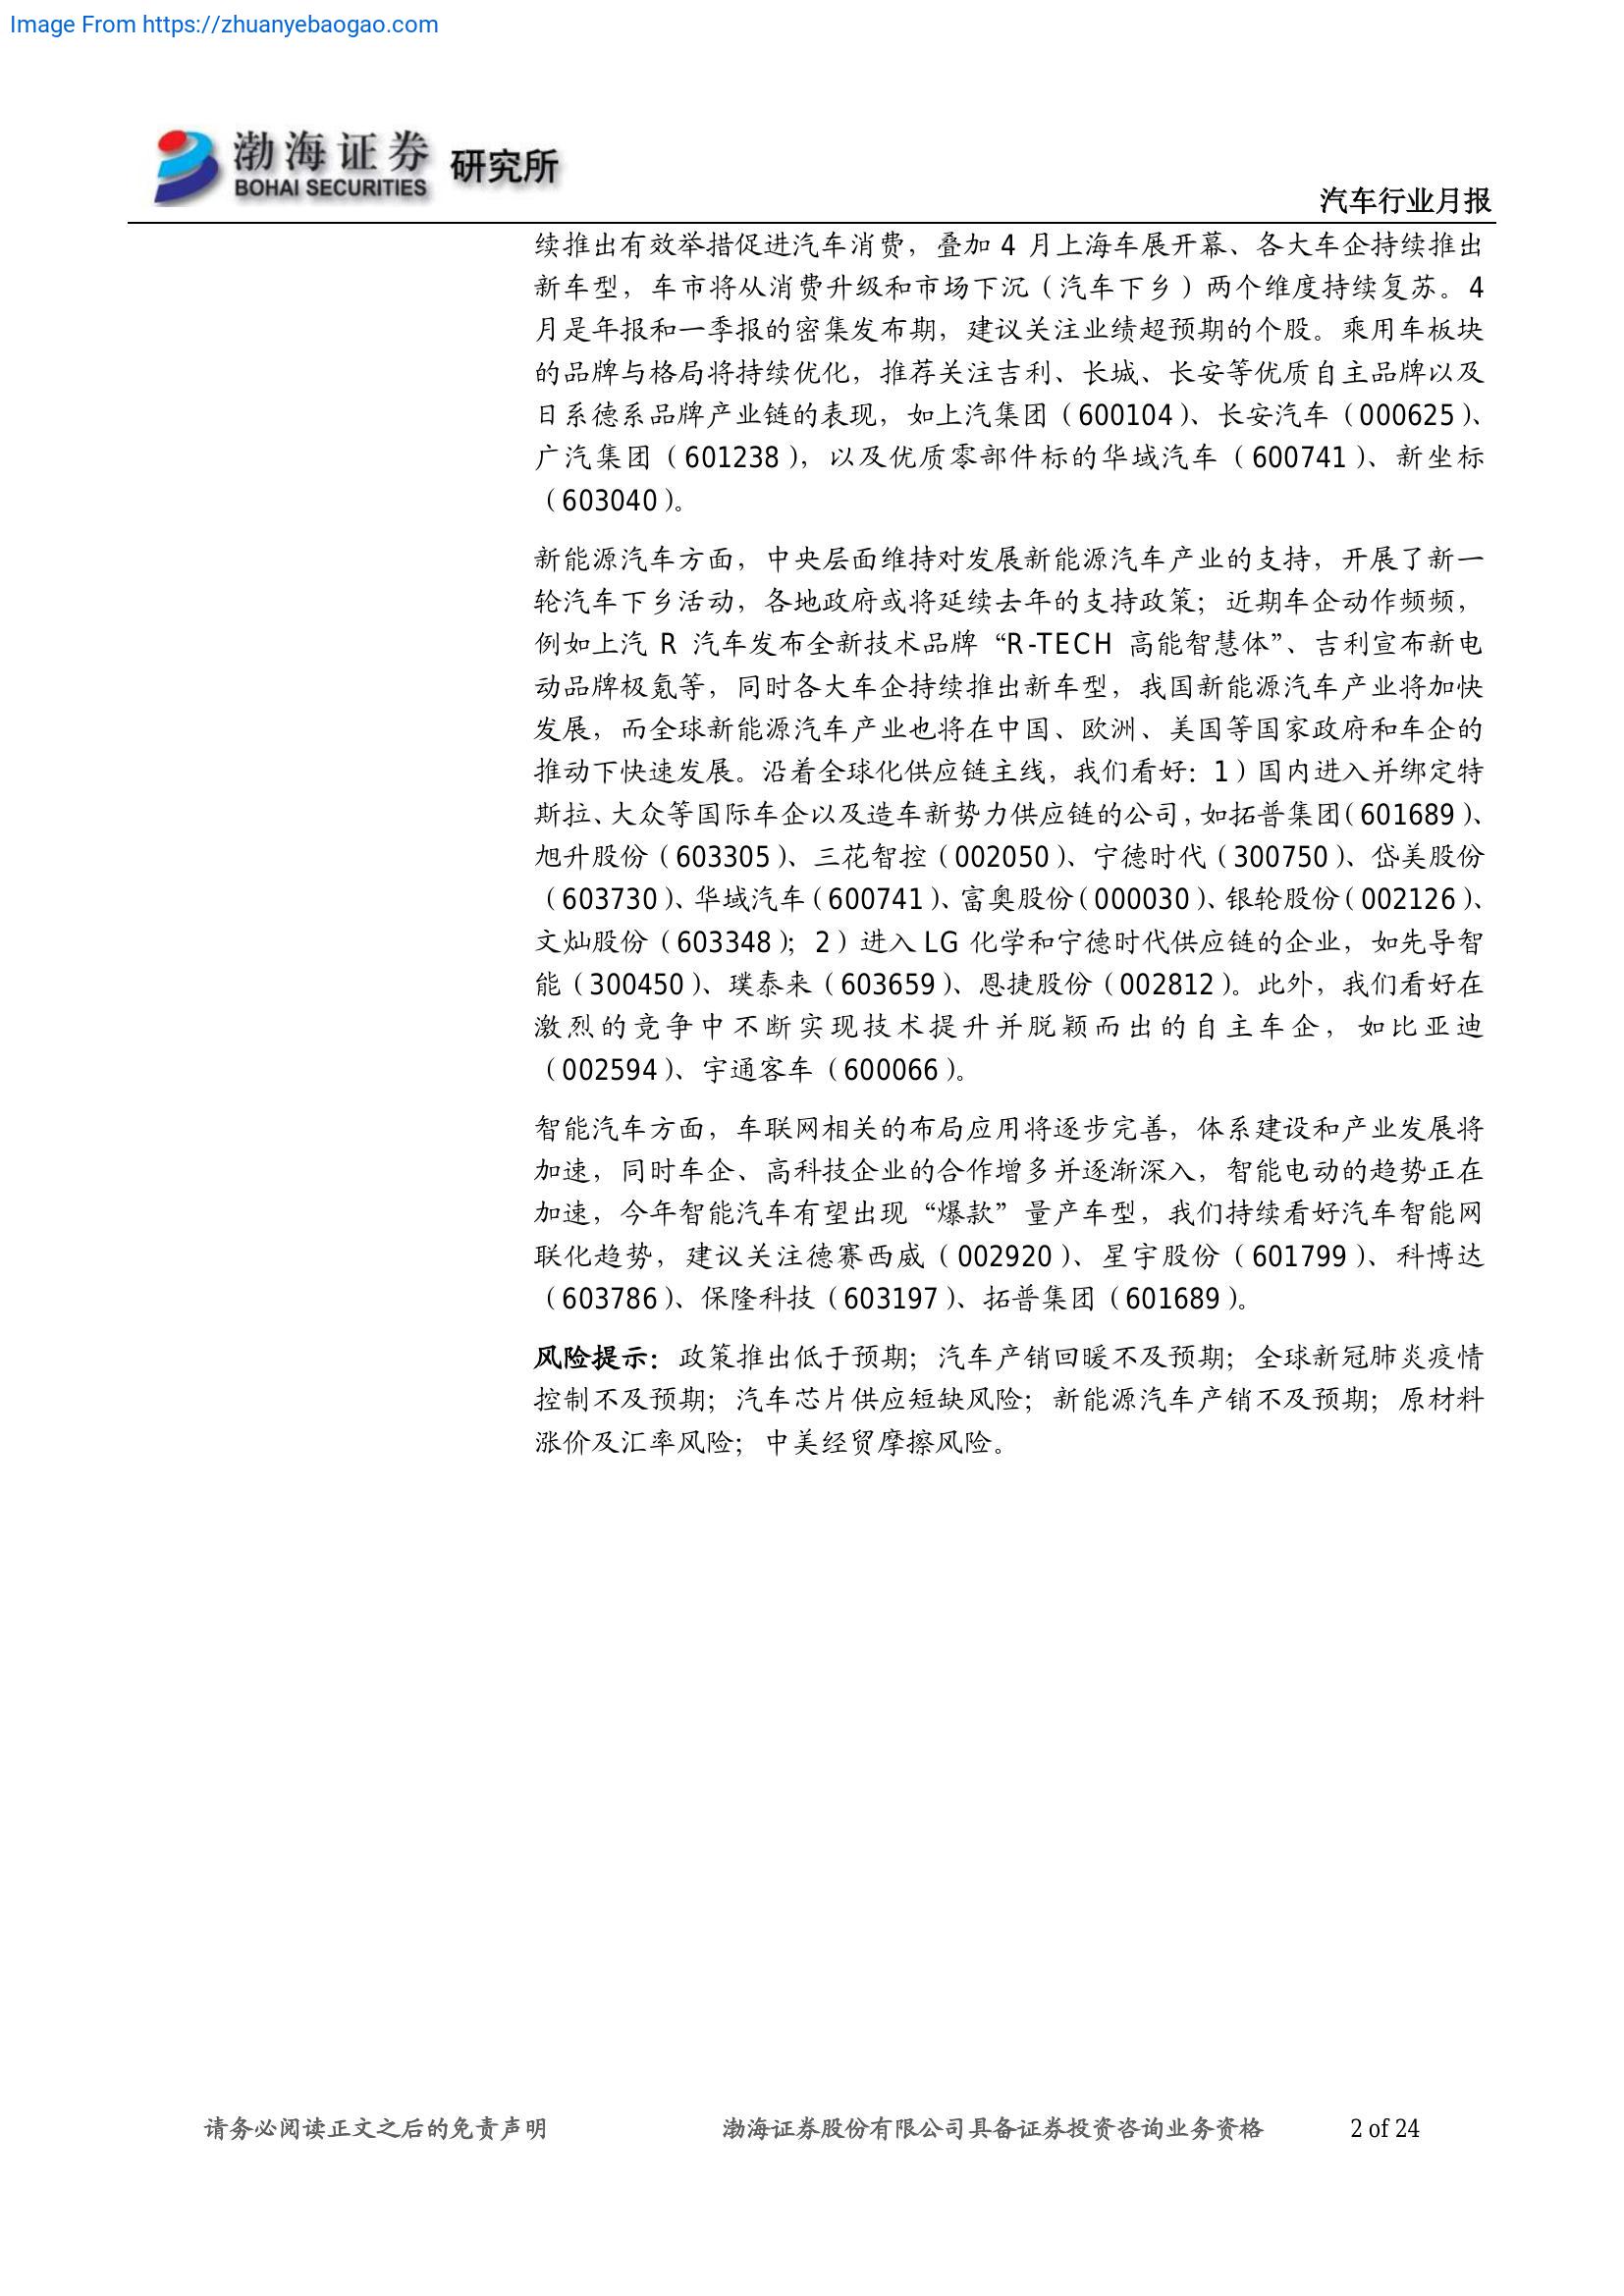 Image From https://zhuanyebaogao.com
渤海证券 研究所
BOHAI SECURITIES
汽车行业月报
续推出有效举措促进汽车消费，叠加 4 月上海车展开幕、各大车企持续推出
新车型，车市将从消费升级和市场下沉（汽车下乡）两个维度持续复苏。4
月是年报和一季报的密集发布期，建议关注业绩超预期的个股。乘用车板块
的品牌与格局将持续优化，推荐关注吉利、长城、长安等优质自主品牌以及
日系德系品牌产业链的表现，如上汽集团（600104）、长安汽车（000625）、
广汽集团（601238），以及优质零部件标的华域汽车（600741）、新坐标
（603040）。
新能源汽车方面，中央层面维持对发展新能源汽车产业的支持，开展了新一
轮汽车下乡活动，各地政府或将延续去年的支持政策；近期车企动作频频，
例如上汽 R 汽车发布全新技术品牌“R-TECH 高能智慧体”、吉利宣布新电
动品牌极氪等，同时各大车企持续推出新车型，我国新能源汽车产业将加快
发展，而全球新能源汽车产业也将在中国、欧洲、美国等国家政府和车企的
推动下快速发展。沿着全球化供应链主线，我们看好：1）国内进入并绑定特
斯拉、大众等国际车企以及造车新势力供应链的公司，如拓普集团（601689）、
旭升股份（603305）、三花智控（002050）、宁德时代（300750）、岱美股份
（603730）、华域汽车（600741）、富奥股份（000030）、银轮股份（002126）、
文灿股份（603348）；2）进入 LG 化学和宁德时代供应链的企业，如先导智
能（300450）、璞泰来（603659）、恩捷股份（002812）。此外，我们看好在
激烈的竞争中不断实现技术提升并脱颖而出的自主车企，如比亚迪
（002594）、宇通客车（600066）。
智能汽车方面，车联网相关的布局应用将逐步完善，体系建设和产业发展将
加速，同时车企、高科技企业的合作增多并逐渐深入，智能电动的趋势正在
加速，今年智能汽车有望出现“爆款”量产车型，我们持续看好汽车智能网
联化趋势，建议关注德赛西威（002920）、星宇股份（601799）、科博达
（603786）、保隆科技（603197）、拓普集团（601689）。
风险提示：政策推出低于预期；汽车产销回暖不及预期；全球新冠肺炎疫情
控制不及预期；汽车芯片供应短缺风险；新能源汽车产销不及预期；原材料
涨价及汇率风险；中美经贸摩擦风险。
请务必阅读正文之后的免责声明 渤海证券股份有限公司具备证券投资咨询业务资格 2 of 24